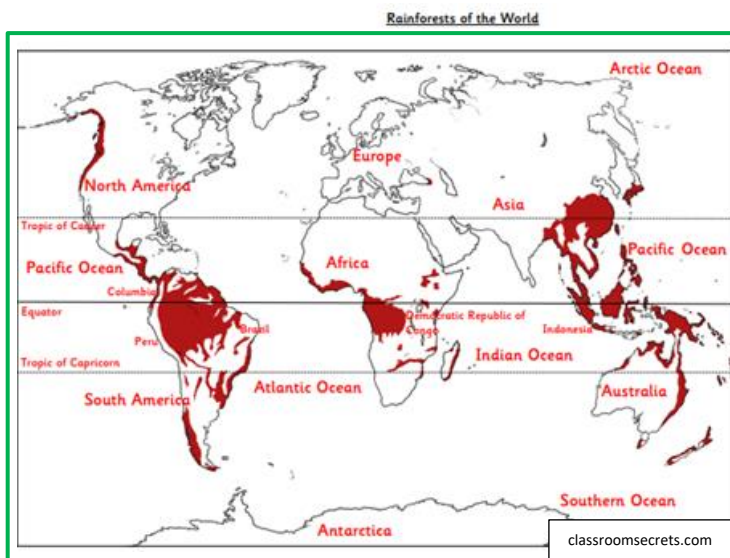 Rainforests of the World
Arctic Ocean
Europe
North America
Asia
Tropic of Cancer
Pacific Ocean
Africa
Pacific Ocean
Columbia
Equator
Democratic Republic of
Congo
Indonesia
Brazil
Peru
Indian Ocean
Tropic of Capricorn
Atlantic Ocean
South America
Australia
Southern Ocean
Antarctica
classroomsecrets.com